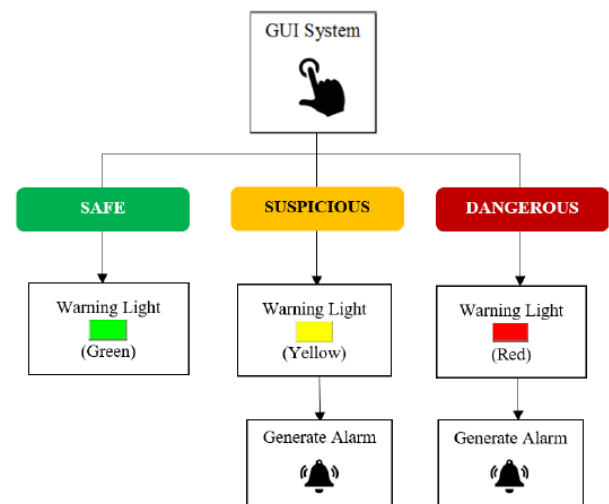 GUI System
SAFE
SUSPICIOUS
DANGEROUS
Warning Light
(Green)
Warning Light
(Yellow)
Warning Light
(Red)
Generate Alarm
Generate Alarm